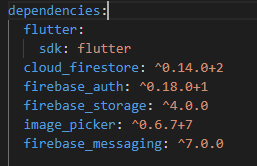 dependencies:
flutter:
sdk: flutter
cloud_firestore: ^0.14.0+2
firebase_auth: ^0.18.0+1
firebase_storage: ^4.0.0
image_picker: ^0.6.7+7
firebase_messaging: ^7.0.0